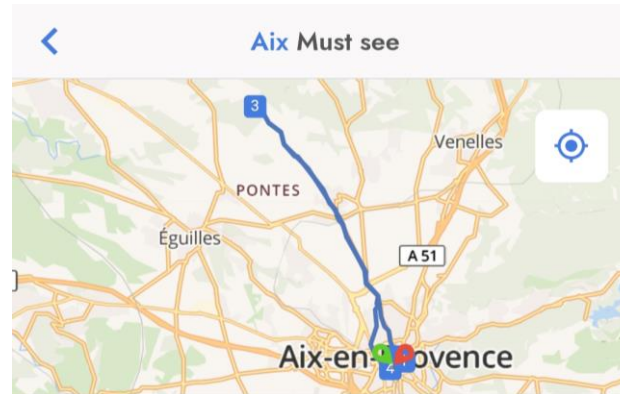 Aix Must see
3
Venelles
PONTES
Éguilles
A 51
Aix-en-Provence
4